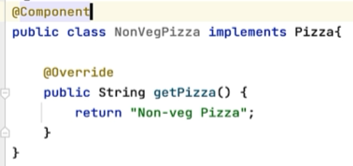 @Component
public class NonVegPizza implements Pizza{
@Override
public String getPizza() {
return "Non-veg Pizza";
}
}